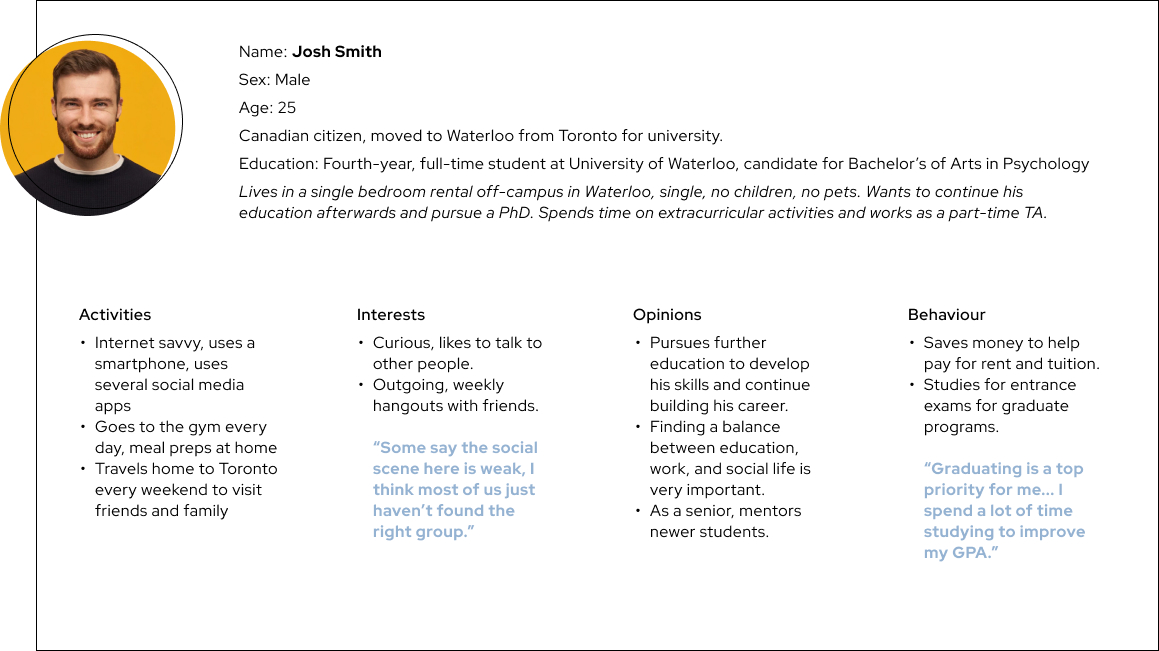 Name: Josh Smith
Sex: Male
Age: 25
Canadian citizen, moved to Waterloo from Toronto for university.
Education: Fourth-year, full-time student at University of Waterloo, candidate for Bachelor’s of Arts in Psychology
Lives in a single bedroom rental off-campus in Waterloo, single, no children, no pets. Wants to continue his
education afterwards and pursue a PhD. Spends time on extracurricular activities and works as a part-time TA.
Activities
• Internet savvy, uses a
smartphone, uses
several social media
apps
• Goes to the gym every
day, meal preps at home
• Travels home to Toronto
every weekend to visit
friends and family
Interests
• Curious, likes to talk to
other people.
• Outgoing, weekly
hangouts with friends.
“Some say the social
scene here is weak, I
think most of us just
haven’t found the
right group.”
Opinions
• Pursues further
education to develop
his skills and continue
building his career.
• Finding a balance
between education,
work, and social life is
very important.
• As a senior, mentors
newer students.
Behaviour
• Saves money to help
pay for rent and tuition.
• Studies for entrance
exams for graduate
programs.
“Graduating is a top
priority for me... I
spend a lot of time
studying to improve
my GPA.”